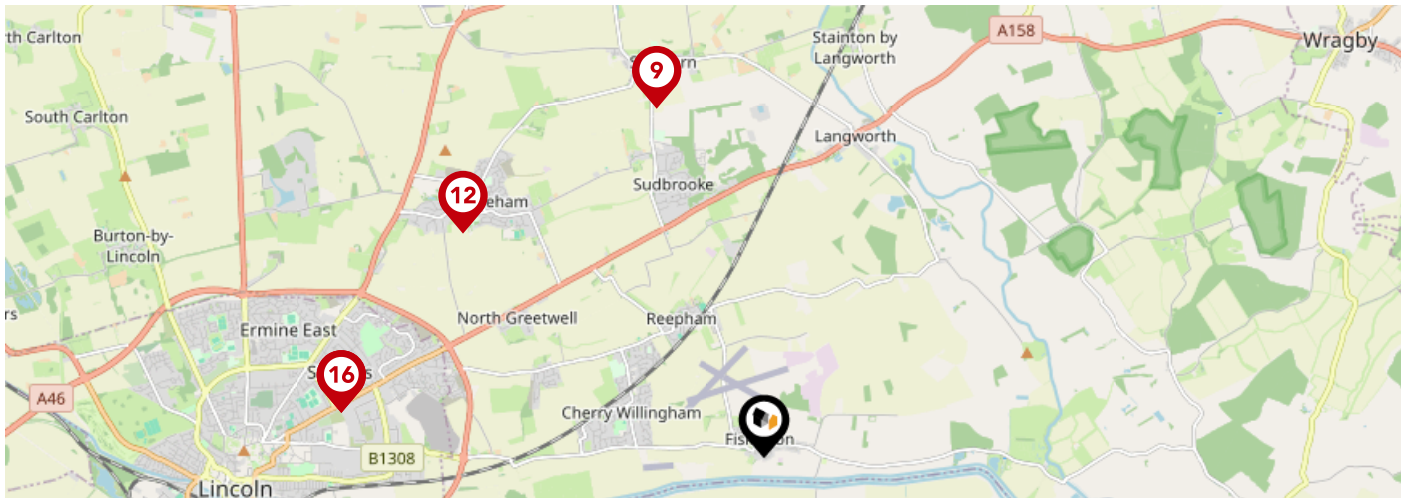 rth Carlton
A158
Stainton by
Langworth
Wragby
9
South Carlton
Langworth
12
Sudbrooke
Burton-by-
Lincoln
rs
Ermine East
North Greetwell
Reepham
16
A46
Cherry Willingham
B1308
Lincoln